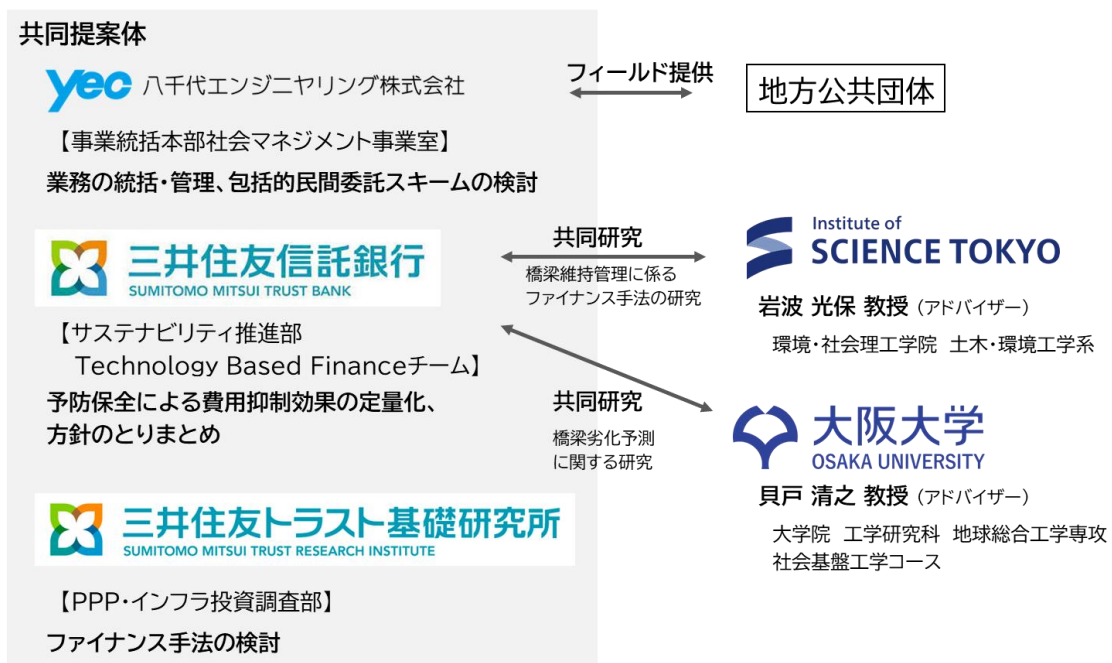 共同提案体
yec 八千代エンジニヤリング株式会社
【事業統括本部社会マネジメント事業室】
業務の統括・管理、包括的民間委託スキームの検討
フィールド提供
地方公共団体
三井住友信託銀行
SUMITOMO MITSUI TRUST BANK
【サステナビリティ推進部
Technology Based Financeチーム】
予防保全による費用抑制効果の定量化、
方針のとりまとめ
共同研究
橋梁維持管理に係る
ファイナンス手法の研究
Institute of
SCIENCE TOKYO
岩波 光保 教授（アドバイザー）
環境・社会理工学院 土木・環境工学系
共同研究
橋梁劣化予測
に関する研究
大阪大学
OSAKA UNIVERSITY
貝戸 清之 教授（アドバイザー）
大学院 工学研究科 地球総合工学専攻
社会基盤工学コース
三井住友トラスト基礎研究所
SUMITOMO MITSUI TRUST RESEARCH INSTITUTE
【PPP・インフラ投資調査部】
ファイナンス手法の検討